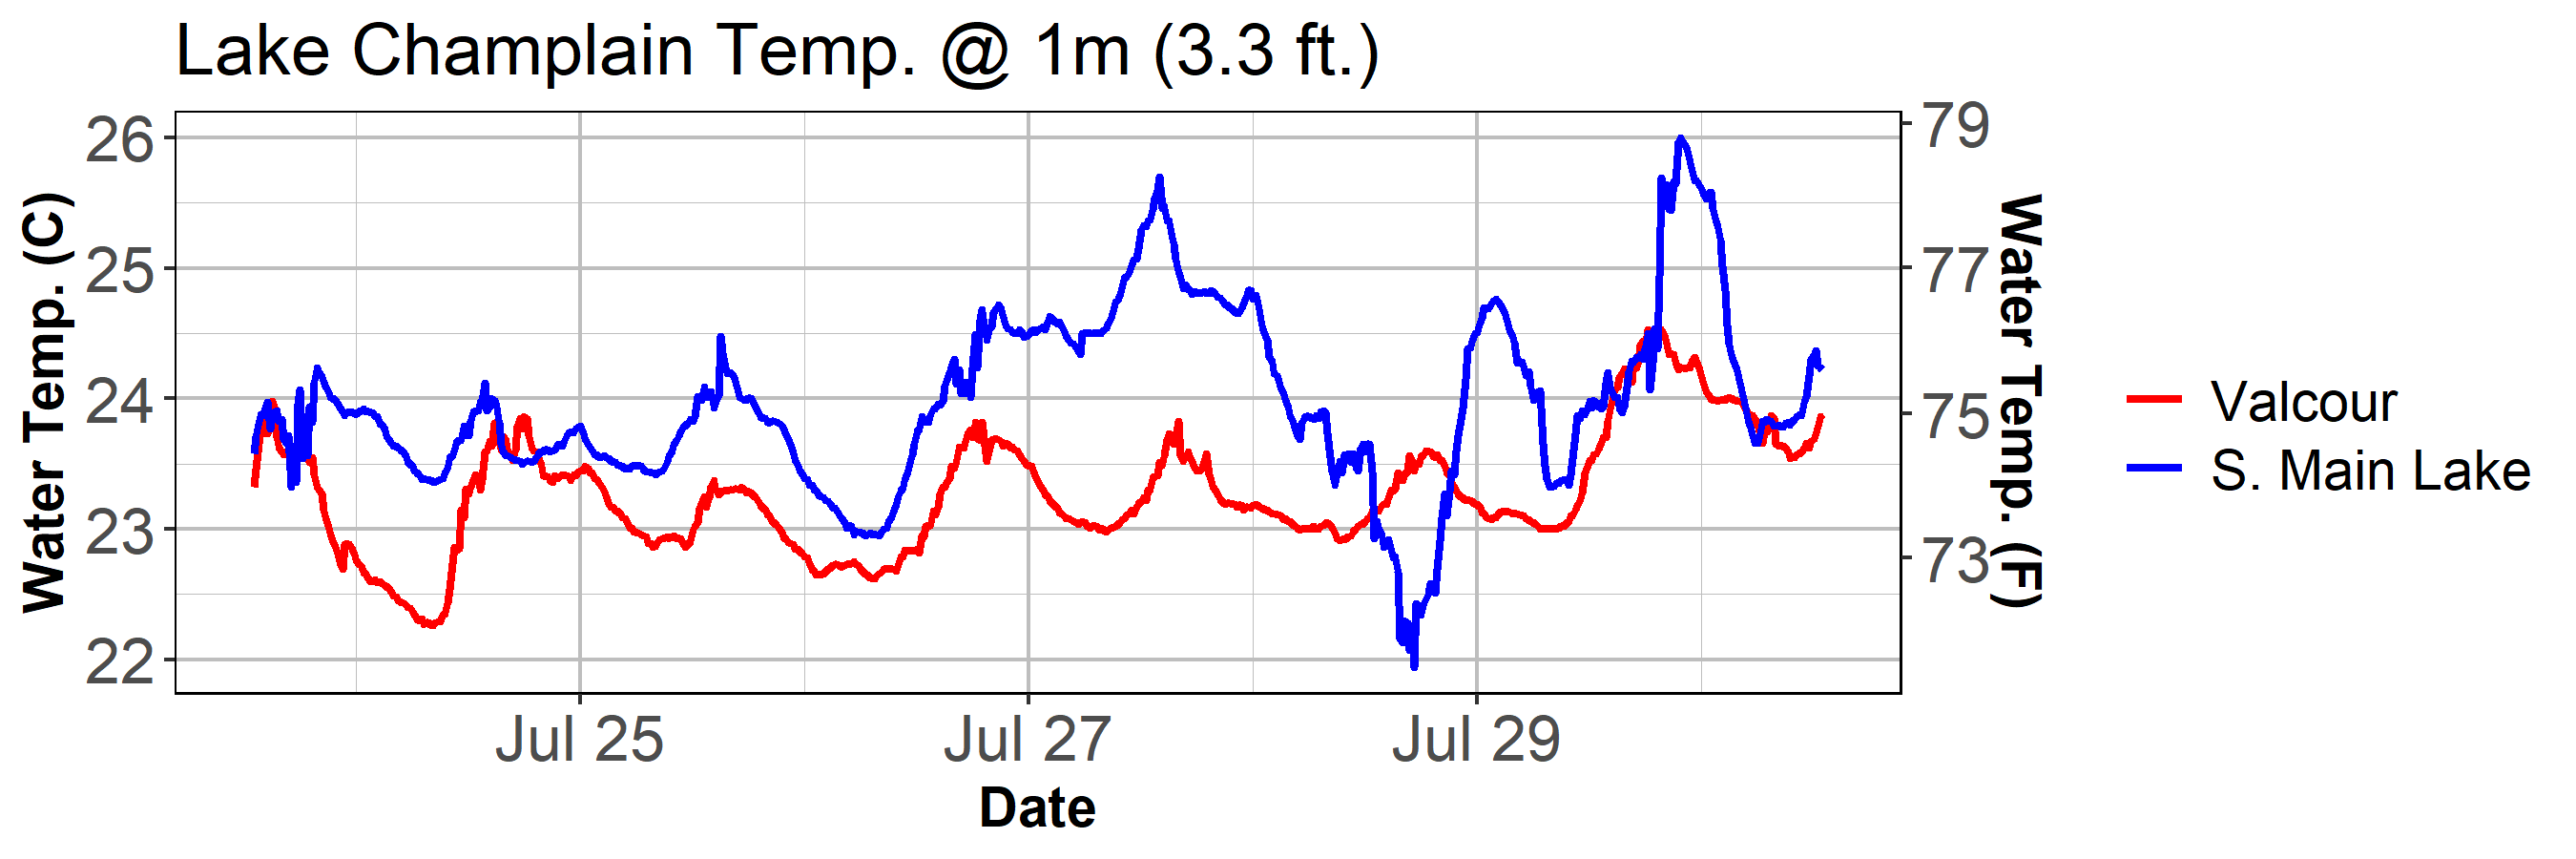 Lake Champlain Temp. @ 1m (3.3 ft.)
Water Temp. (C)
26
25
24
23
22
79
77
75
73
Water Temp. (F)
Jul 25
Jul 27
Jul 29
Date
Valcour
S. Main Lake